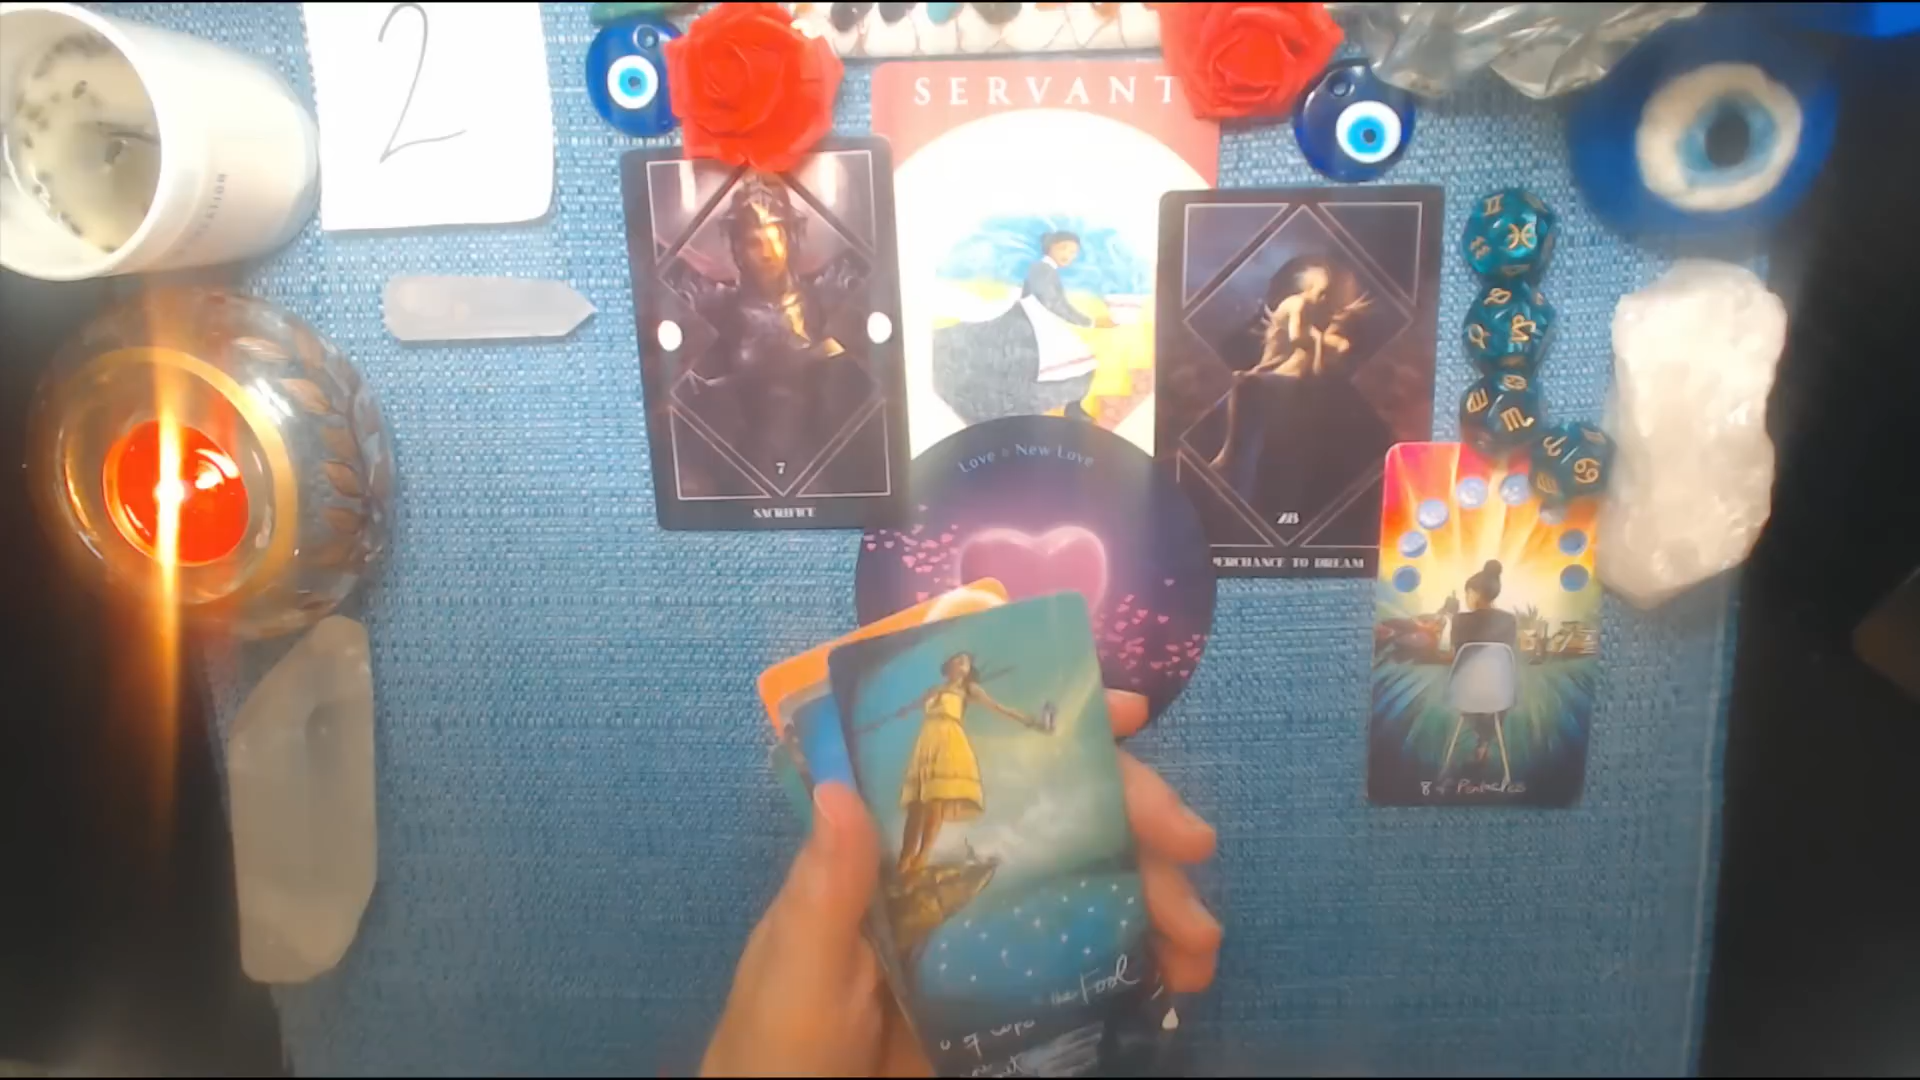 2
SERVANT
7
SACRIFICE
Love & New Love
PERCHANCE TO DREAM
8 of Pentacles
the Fool